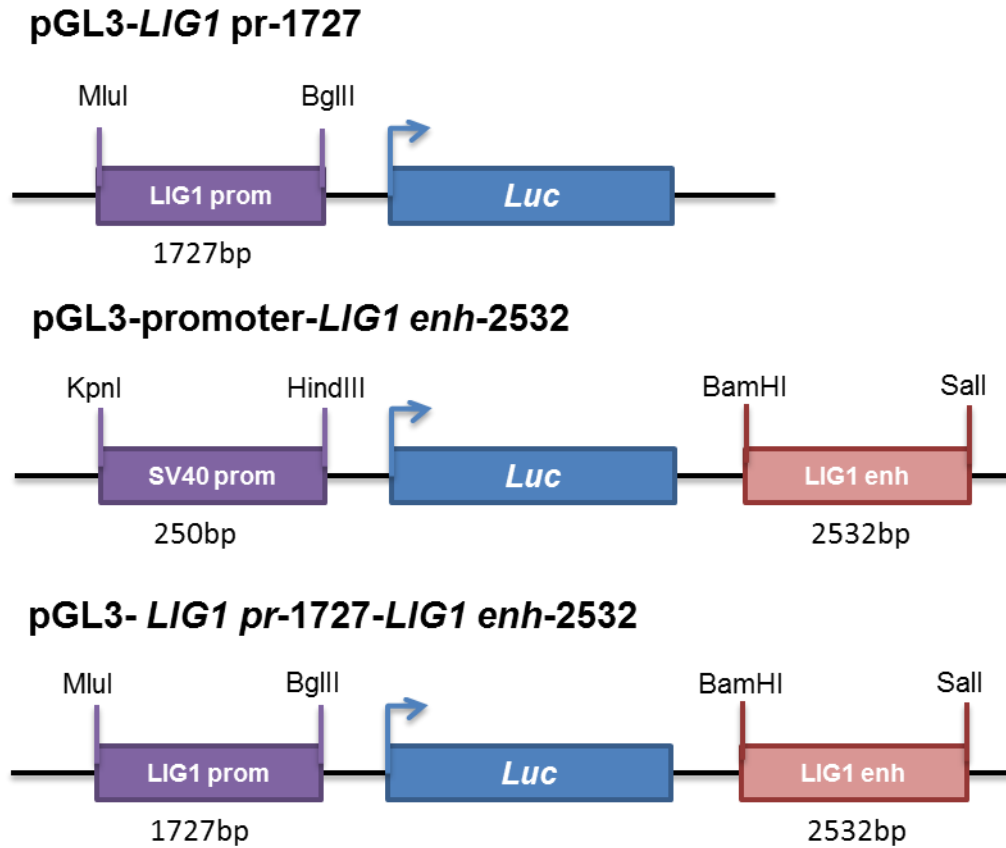 pGL3-LIG1 pr-1727
MluI BglII
LIG1 prom Luc
1727bp
pGL3-promoter-LIG1 enh-2532
KpnI HindIII BamHI SalI
SV40 prom Luc LIG1 enh
250bp 2532bp
pGL3- LIG1 pr-1727-LIG1 enh-2532
MluI BglII BamHI SalI
LIG1 prom Luc LIG1 enh
1727bp 2532bp